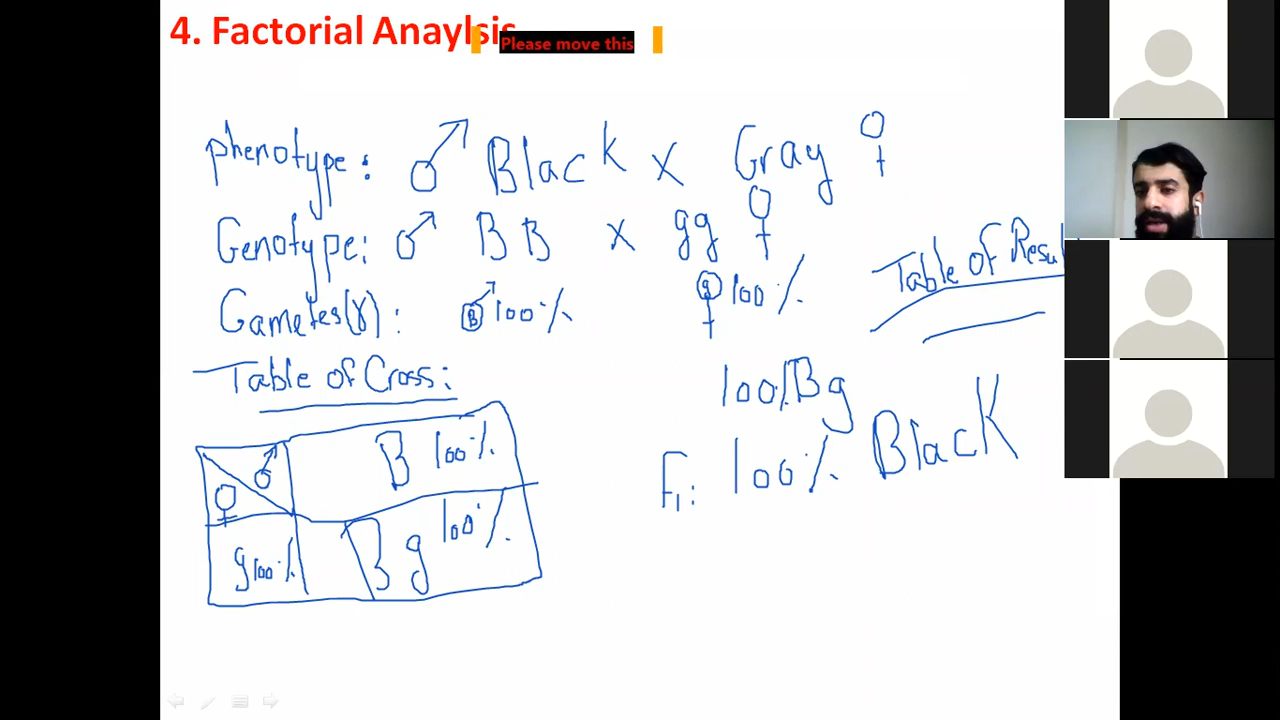 4. Factorial Anaylsis
Please move this
phenotype: ♂ Black x Gray ♀
Genotype: ♂ BB x gg ♀
Gametes(γ): B 100% g 100%
Table of Resul
Table of Cross:
100% Bg
F1: 100% Black
♀ ♂ B 100%
g 100% Bg 100%